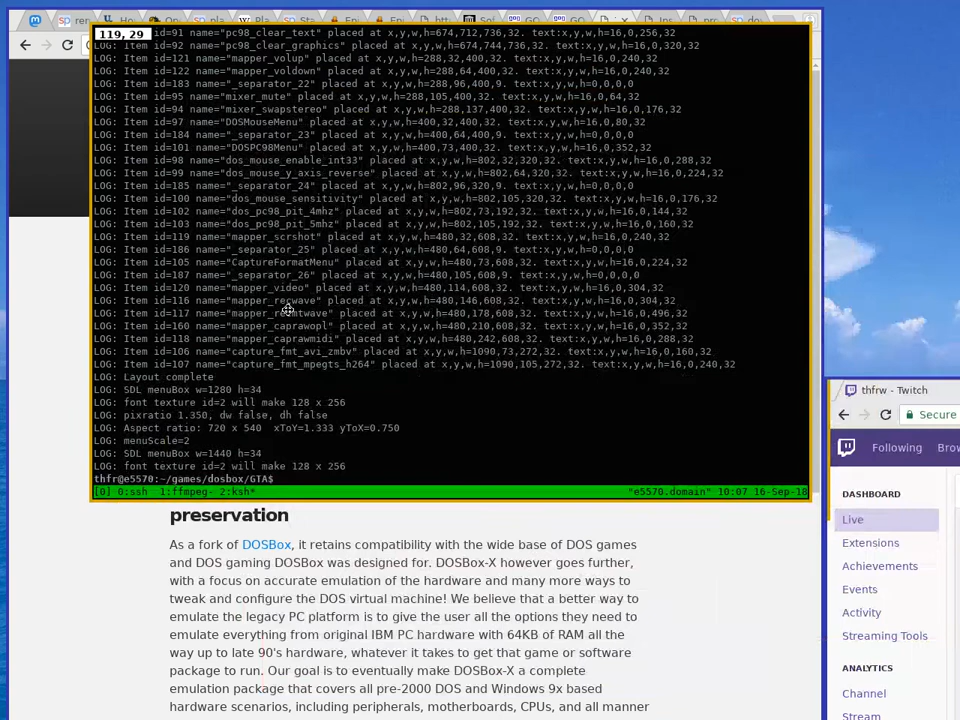 119, 29
id=91 name="pc98_clear_text" placed at x,y,w,h=674,712,736,32. text:x,y,w,h=16,0,256,32
LOG: Item id=92 name="pc98_clear_graphics" placed at x,y,w,h=674,744,736,32. text:x,y,w,h=16,0,320,32
LOG: Item id=121 name="mapper_volup" placed at x,y,w,h=288,32,400,32. text:x,y,w,h=16,0,240,32
LOG: Item id=122 name="mapper_voldown" placed at x,y,w,h=288,64,400,32. text:x,y,w,h=16,0,240,32
LOG: Item id=183 name="_separator_22" placed at x,y,w,h=288,96,400,9. text:x,y,w,h=0,0,0,0
LOG: Item id=95 name="mixer_mute" placed at x,y,w,h=288,105,400,32. text:x,y,w,h=16,0,64,32
LOG: Item id=94 name="mixer_swapstereo" placed at x,y,w,h=288,137,400,32. text:x,y,w,h=16,0,176,32
LOG: Item id=97 name="DOSMouseMenu" placed at x,y,w,h=400,32,400,32. text:x,y,w,h=16,0,80,32
LOG: Item id=184 name="_separator_23" placed at x,y,w,h=400,64,400,9. text:x,y,w,h=0,0,0,0
LOG: Item id=101 name="DOSPC98Menu" placed at x,y,w,h=400,73,400,32. text:x,y,w,h=16,0,352,32
LOG: Item id=98 name="dos_mouse_enable_int33" placed at x,y,w,h=802,32,320,32. text:x,y,w,h=16,0,288,32
LOG: Item id=99 name="dos_mouse_y_axis_reverse" placed at x,y,w,h=802,64,320,32. text:x,y,w,h=16,0,224,32
LOG: Item id=185 name="_separator_24" placed at x,y,w,h=802,96,320,9. text:x,y,w,h=0,0,0,0
LOG: Item id=100 name="dos_mouse_sensitivity" placed at x,y,w,h=802,105,320,32. text:x,y,w,h=16,0,176,32
LOG: Item id=102 name="dos_pc98_pit_4mhz" placed at x,y,w,h=802,73,192,32. text:x,y,w,h=16,0,144,32
LOG: Item id=103 name="dos_pc98_pit_5mhz" placed at x,y,w,h=802,105,192,32. text:x,y,w,h=16,0,160,32
LOG: Item id=119 name="mapper_scrshot" placed at x,y,w,h=480,32,608,32. text:x,y,w,h=16,0,240,32
LOG: Item id=186 name="_separator_25" placed at x,y,w,h=480,64,608,9. text:x,y,w,h=0,0,0,0
LOG: Item id=105 name="CaptureFormatMenu" placed at x,y,w,h=480,73,608,32. text:x,y,w,h=16,0,224,32
LOG: Item id=187 name="_separator_26" placed at x,y,w,h=480,105,608,9. text:x,y,w,h=0,0,0,0
LOG: Item id=120 name="mapper_video" placed at x,y,w,h=480,114,608,32. text:x,y,w,h=16,0,304,32
LOG: Item id=116 name="mapper_recwave" placed at x,y,w,h=480,146,608,32. text:x,y,w,h=16,0,304,32
LOG: Item id=117 placed at x,y,w,h=480,178,608,32. text:x,y,w,h=16,0,496,32
LOG: Item id=160 name="mapper_caprawopl" placed at x,y,w,h=480,210,608,32. text:x,y,w,h=16,0,352,32
LOG: Item id=118 name="mapper_caprawmidi" placed at x,y,w,h=480,242,608,32. text:x,y,w,h=16,0,288,32
LOG: Item id=106 name="capture_fmt_avi_zmbv" placed at x,y,w,h=1090,73,272,32. text:x,y,w,h=16,0,160,32
LOG: Item id=107 name="capture_fmt_mpegts_h264" placed at x,y,w,h=1090,105,272,32. text:x,y,w,h=16,0,240,32
LOG: Layout complete
LOG: SDL menuBox w=1280 h=34
LOG: font texture id=2 will make 128 x 256
LOG: pixratio 1.350, dw false, dh false
LOG: Aspect ratio: 720 x 540  xToY=1.333 yToX=0.750
LOG: menuScale=2
LOG: SDL menuBox w=1440 h=34
LOG: font texture id=2 will make 128 x 256
thfr@e5570:~/games/dosbox/GTA$
[0] 0:ssh  1:ffmpeg- 2:ksh* "e5570.domain" 10:07 16-Sep-18
preservation
As a fork of DOSBox, it retains compatibility with the wide base of DOS games
and DOS gaming DOSBox was designed for. DOSBox-X however goes further,
with a focus on accurate emulation of the hardware and many more ways to
tweak and configure the DOS virtual machine! We believe that a better way to
emulate the legacy PC platform is to give the user all the options they need to
emulate everything from original IBM PC hardware with 64KB of RAM all the
way up to late 90's hardware, whatever it takes to get that game or software
package to run. Our goal is to eventually make DOSBox-X a complete
emulation package that covers all pre-2000 DOS and Windows 9x based
hardware scenarios, including peripherals, motherboards, CPUs, and all manner
thfrw - Twitch
Secure
Following
Brow
DASHBOARD
Live
Extensions
Achievements
Events
Activity
Streaming Tools
ANALYTICS
Channel
Stream